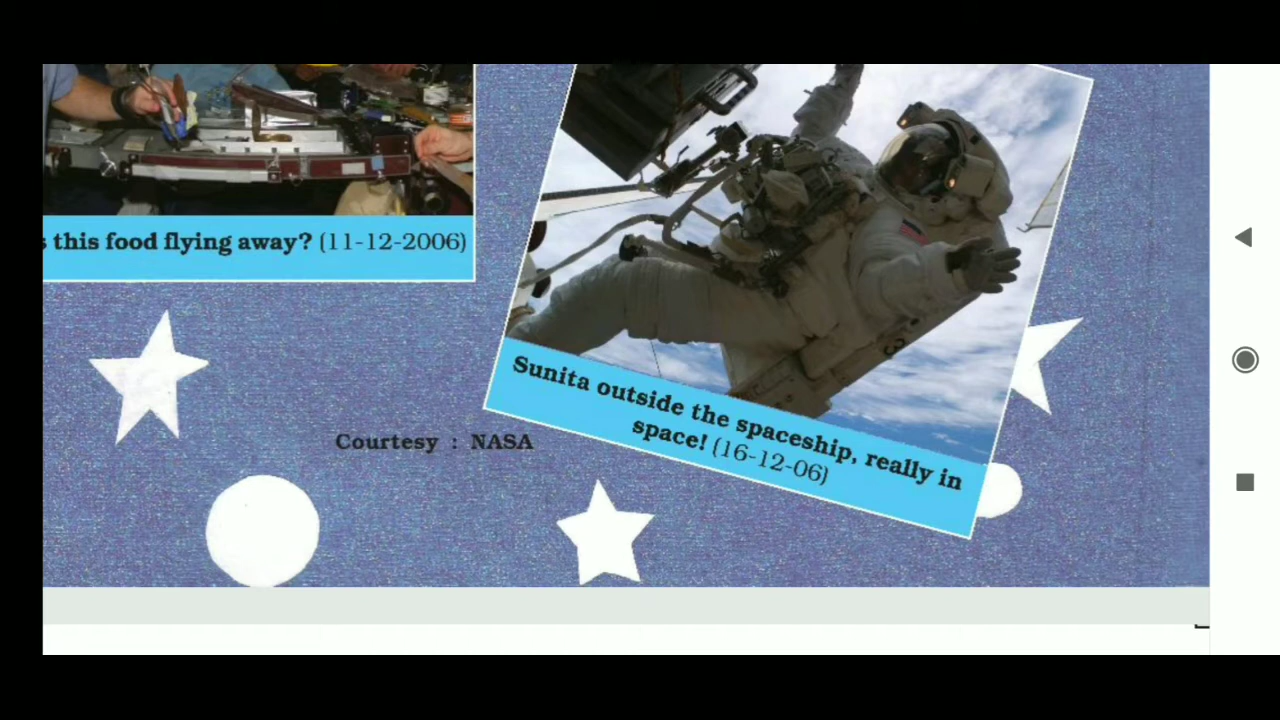 s this food flying away? (11-12-2006)
Sunita outside the spaceship, really in
space! (16-12-06)
Courtesy : NASA
3